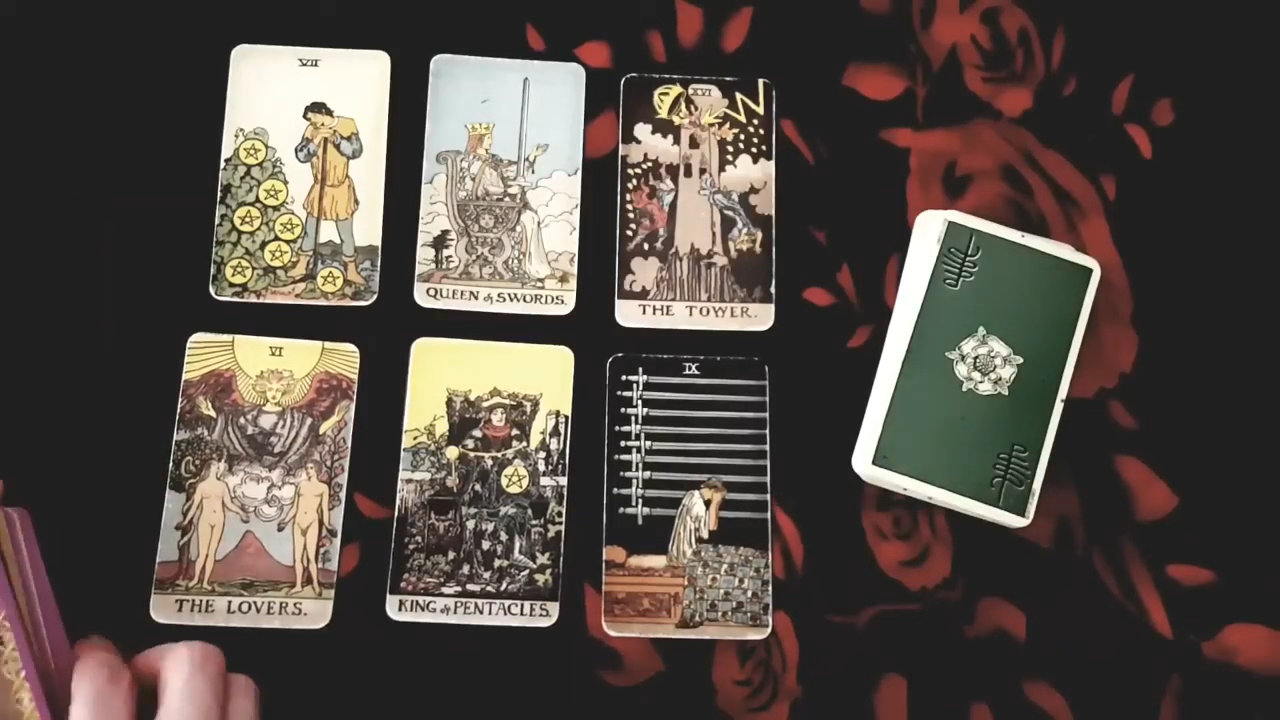 VII
QUEEN of SWORDS.
XVI
THE TOWER.
VI
THE LOVERS.
KING of PENTACLES.
IX